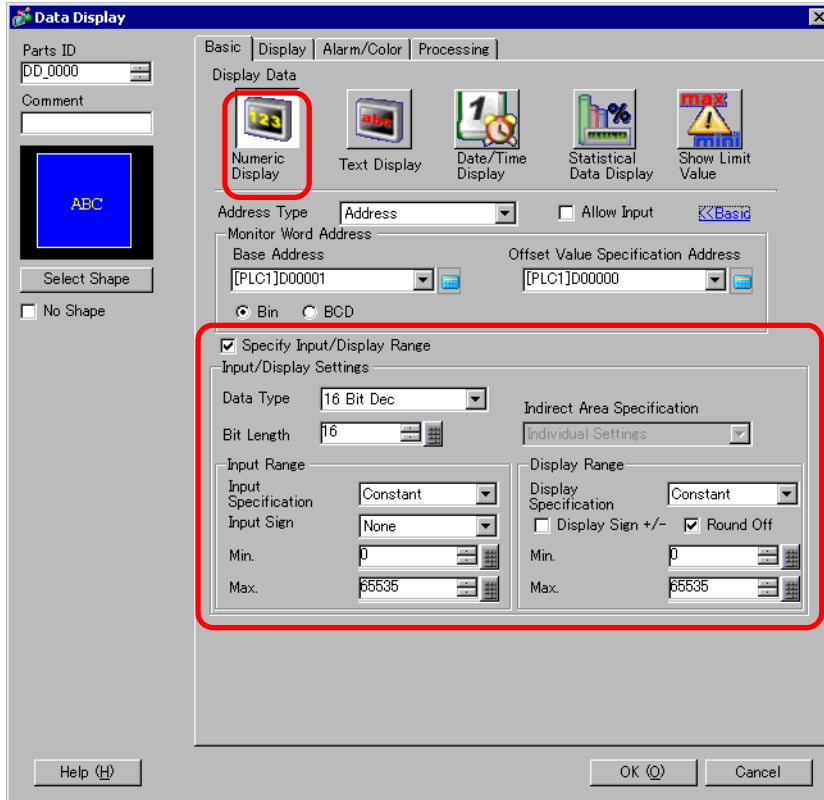 Data Display
Parts ID
DD_0000
Comment
ABC
Select Shape
No Shape
Basic Display Alarm/Color Processing
Display Data
123 abc 1 % max mini
Numeric Display
Text Display
Date/Time Display
Statistical Data Display
Show Limit Value
Address Type Address Allow Input <<Basic
Monitor Word Address
Base Address Offset Value Specification Address
[PLC1]D00001 [PLC1]D00000
Bin BCD
Specify Input/Display Range
Input/Display Settings
Data Type 16 Bit Dec
Indirect Area Specification
Bit Length 16 Individual Settings
Input Range
Input Specification Constant
Input Sign None
Min. 0
Max. 65535
Display Range
Display Specification Constant
Display Sign +/- Round Off
Min. 0
Max. 65535
Help (H) OK (O) Cancel